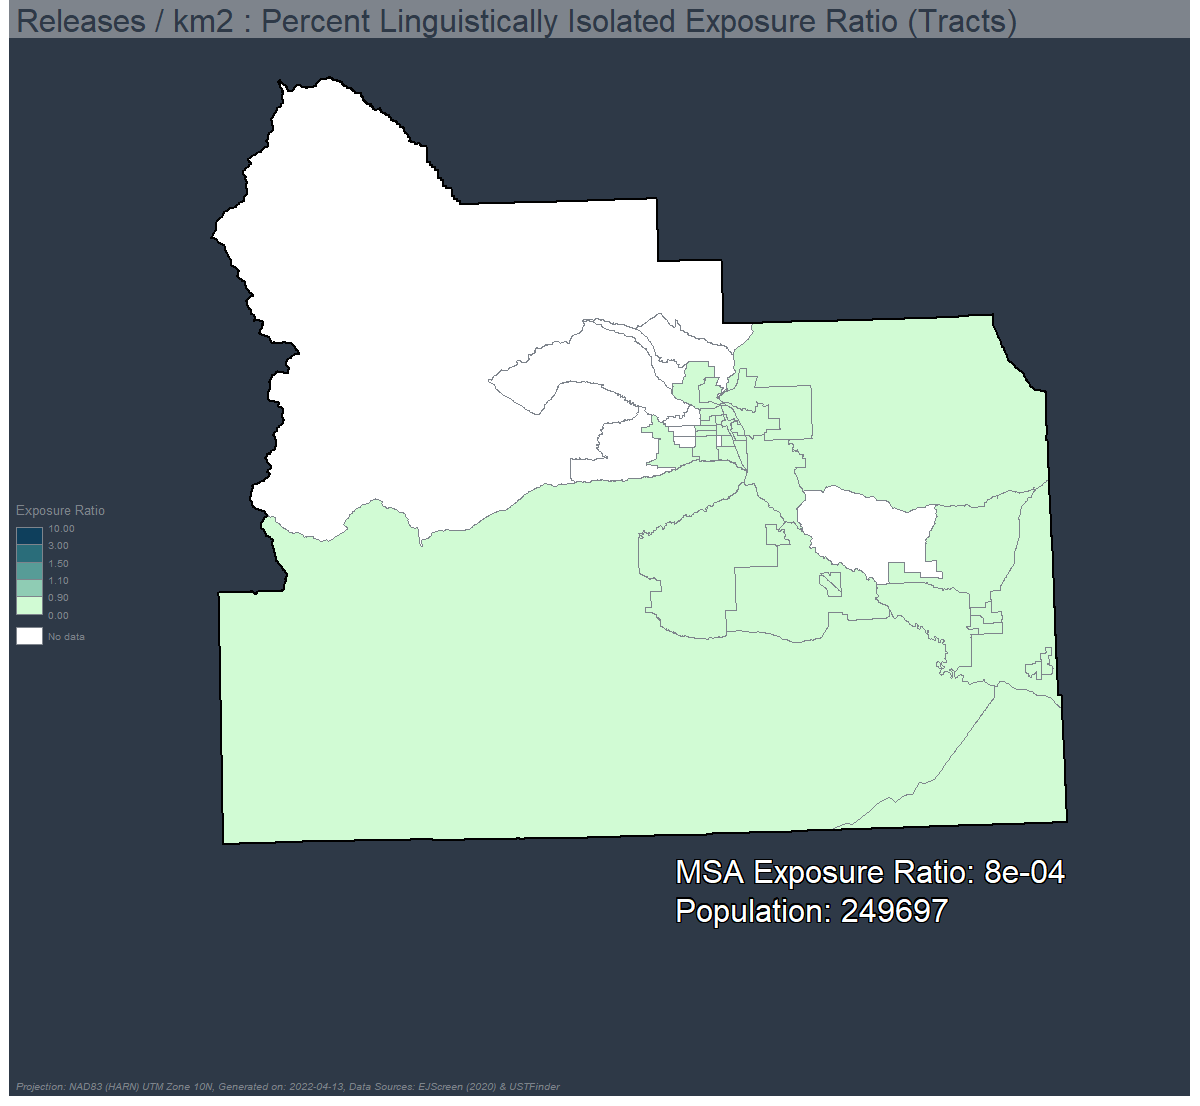 Releases / km2 : Percent Linguistically Isolated Exposure Ratio (Tracts)
Exposure Ratio
10.00
3.00
1.50
1.10
0.90
0.00
No data
MSA Exposure Ratio: 8e-04
Population: 249697
Projection: NAD83 (HARN) UTM Zone 10N, Generated on: 2022-04-13, Data Sources: EJScreen (2020) & USTFinder